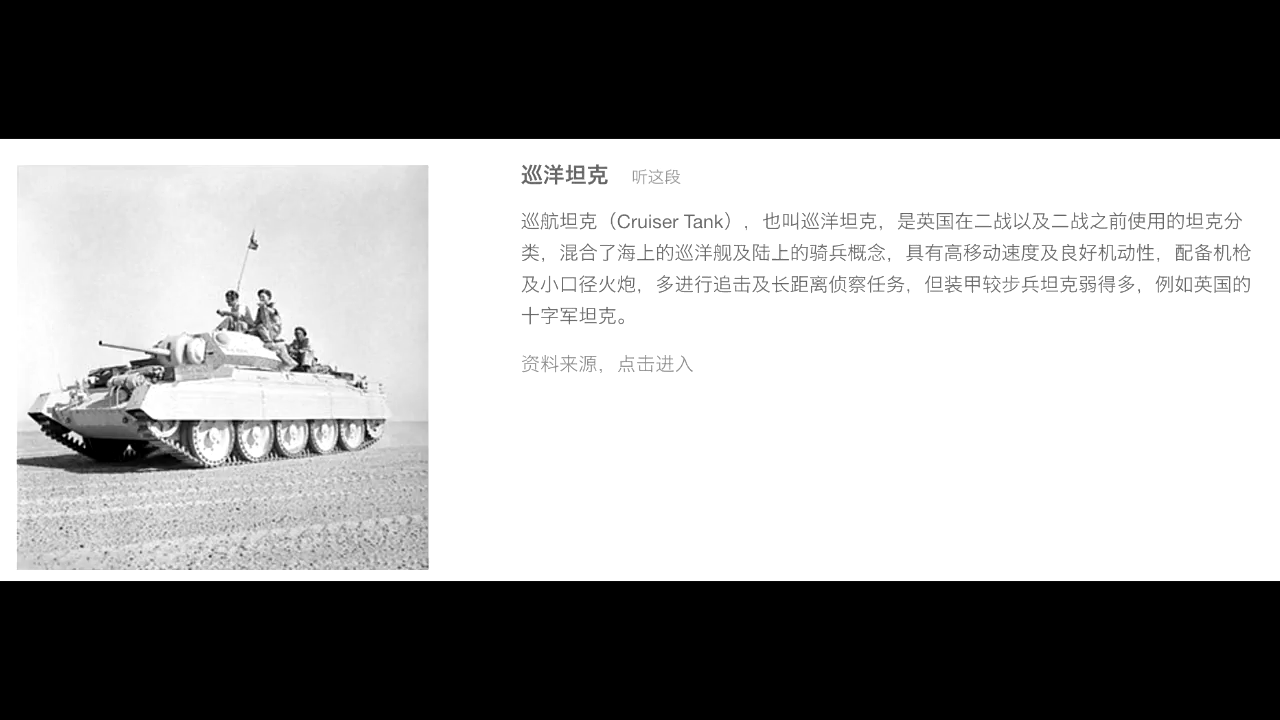 巡洋坦克 听这段
巡航坦克（Cruiser Tank），也叫巡洋坦克，是英国在二战以及二战之前使用的坦克分
类，混合了海上的巡洋舰及陆上的骑兵概念，具有高移动速度及良好机动性，配备机枪
及小口径火炮，多进行追击及长距离侦察任务，但装甲较步兵坦克弱得多，例如英国的
十字军坦克。
资料来源，点击进入